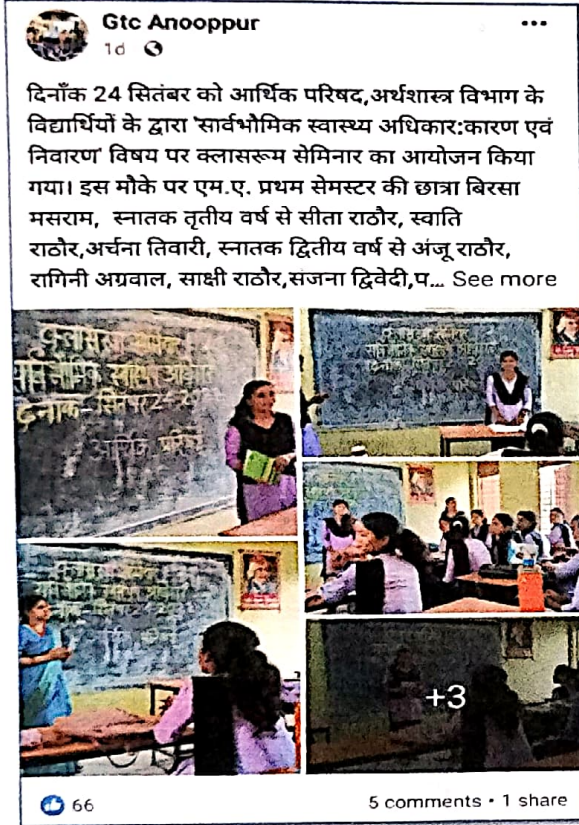 Gtc Anooppur
1d
दिनाँक 24 सितंबर को आर्थिक परिषद,अर्थशास्त्र विभाग के
विद्यार्थियों के द्वारा 'सार्वभौमिक स्वास्थ्य अधिकार:कारण एवं
निवारण' विषय पर क्लासरूम सेमिनार का आयोजन किया
गया। इस मौके पर एम.ए. प्रथम सेमस्टर की छात्रा बिरसा
मसराम, स्नातक तृतीय वर्ष से सीता राठौर, स्वाति
राठौर,अर्चना तिवारी, स्नातक द्वितीय वर्ष से अंजू राठौर,
रागिनी अग्रवाल, साक्षी राठौर,संजना द्विवेदी,प... See more
+3
66
5 comments • 1 share